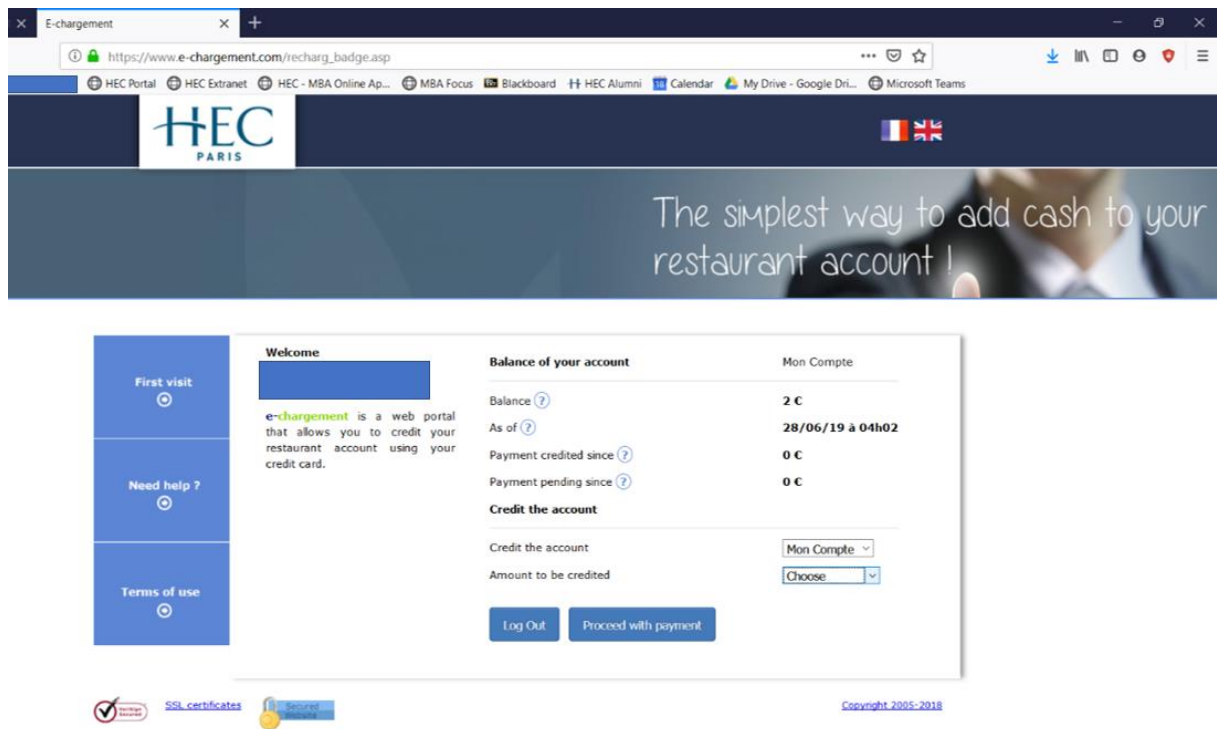 E-chargement
https://www.e-chargement.com/recharg_badge.asp
HEC Portal HEC Extranet HEC - MBA Online Ap... MBA Focus Blackboard HEC Alumni Calendar My Drive - Google Dri... Microsoft Teams
HEC
PARIS
The simplest way to add cash to your
restaurant account !
First visit
Need help ?
Terms of use
Welcome
e-chargement is a web portal
that allows you to credit your
restaurant account using your
credit card.
Balance of your account Mon Compte
Balance ? 2 €
As of ? 28/06/19 à 04h02
Payment credited since ? 0 €
Payment pending since ? 0 €
Credit the account
Credit the account Mon Compte
Amount to be credited Choose
Log Out Proceed with payment
SSL certificates Secured Copyright 2005-2018